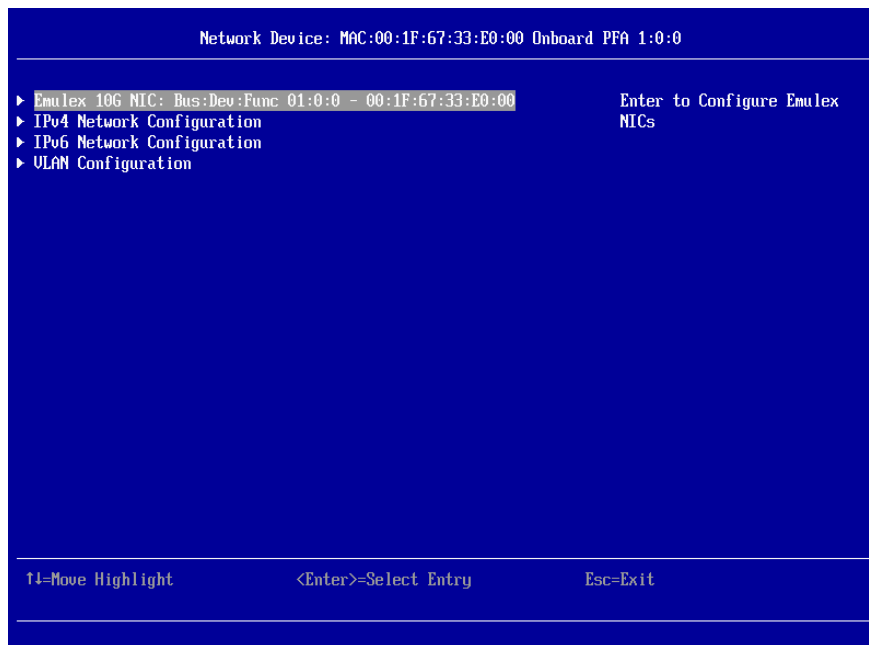 Network Device: MAC:00:1F:67:33:E0:00 Onboard PFA 1:0:0
▶ Emulex 10G NIC: Bus:Dev:Func 01:0:0 - 00:1F:67:33:E0:00
▶ IPv4 Network Configuration
▶ IPv6 Network Configuration
▶ VLAN Configuration
Enter to Configure Emulex
NICs
↑↓=Move Highlight <Enter>=Select Entry Esc=Exit